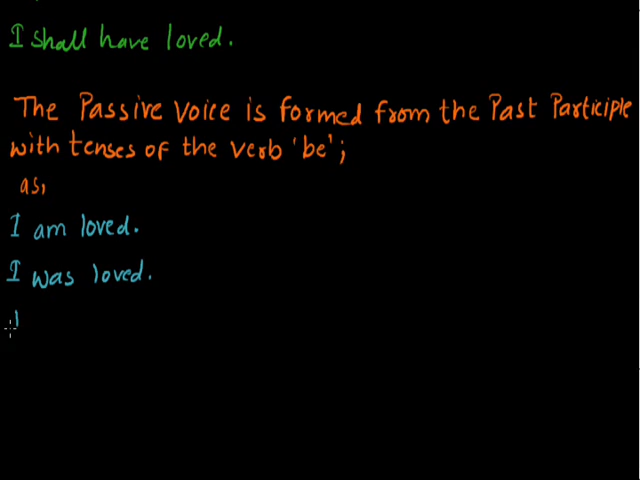 I shall have loved.
The Passive Voice is formed from the Past Participle
with tenses of the verb 'be';
as,
I am loved.
I was loved.